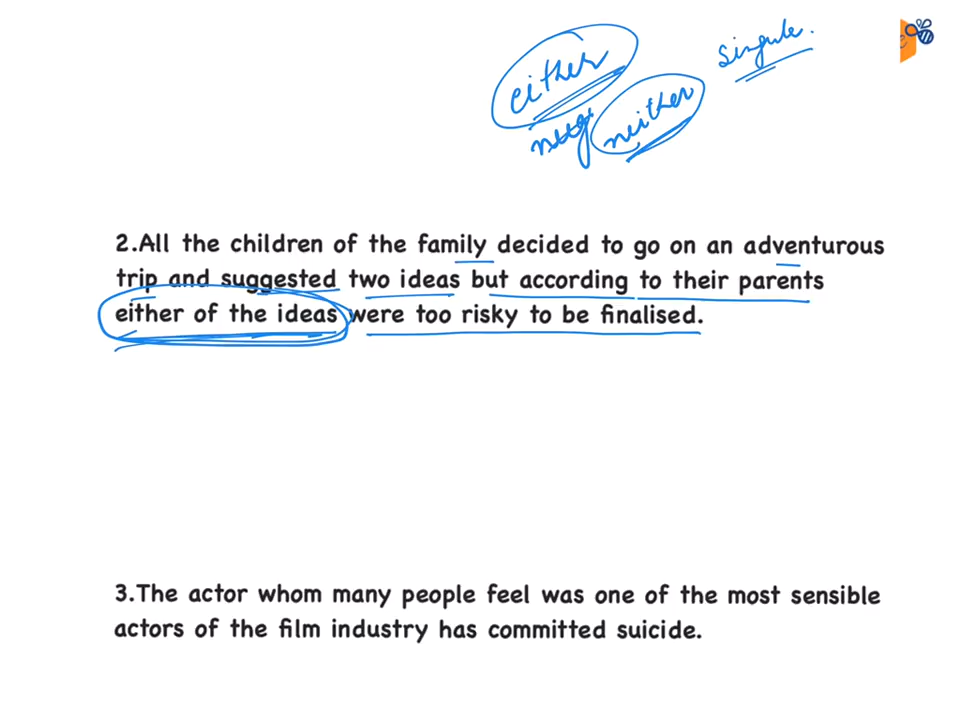 either
singule.
neither
2.All the children of the family decided to go on an adventurous
trip and suggested two ideas but according to their parents
either of the ideas were too risky to be finalised.
3.The actor whom many people feel was one of the most sensible
actors of the film industry has committed suicide.